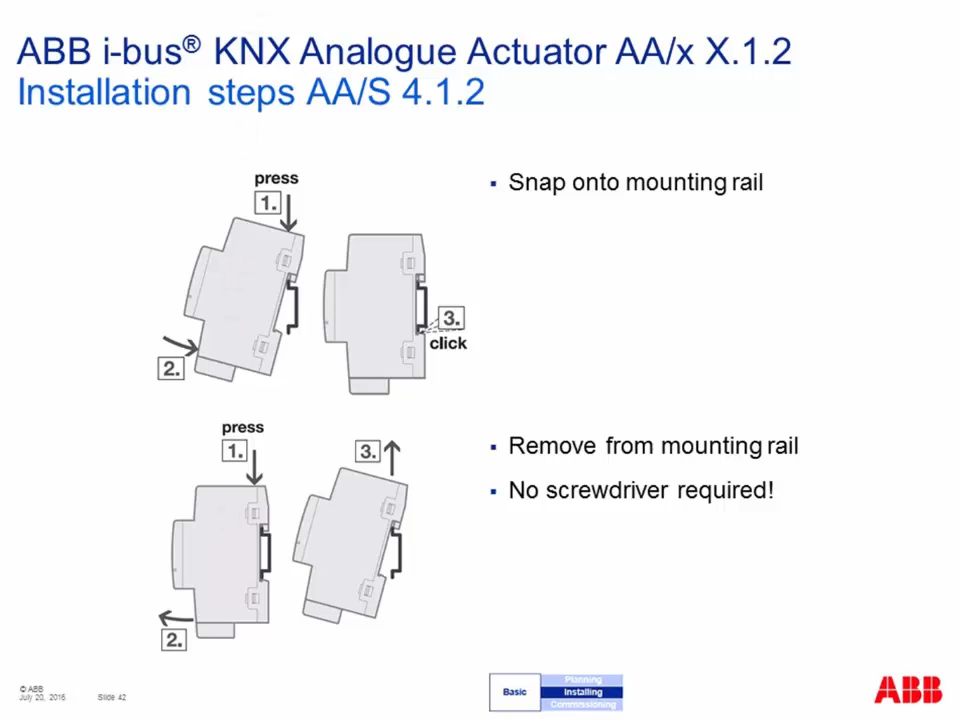 ABB i-bus® KNX Analogue Actuator AA/x X.1.2
Installation steps AA/S 4.1.2
press
1.
2.
3.
click
▪ Snap onto mounting rail
press
1.
3.
2.
▪ Remove from mounting rail
▪ No screwdriver required!
© ABB
July 20, 2016
Slide 42
Basic
Planning
Installing
Commissioning
ABB